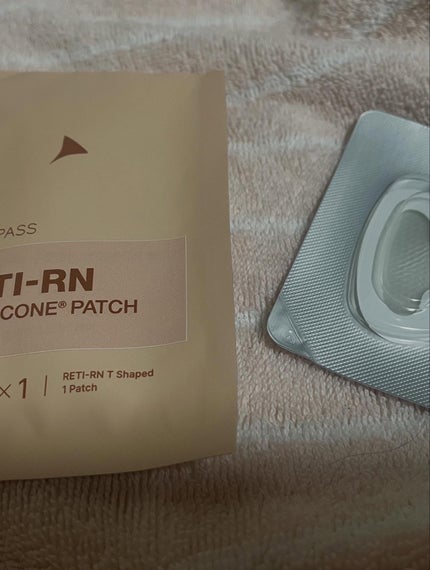 PASS
TI-RN
CONE® PATCH
× 1 | RETI-RN T Shaped
1 Patch